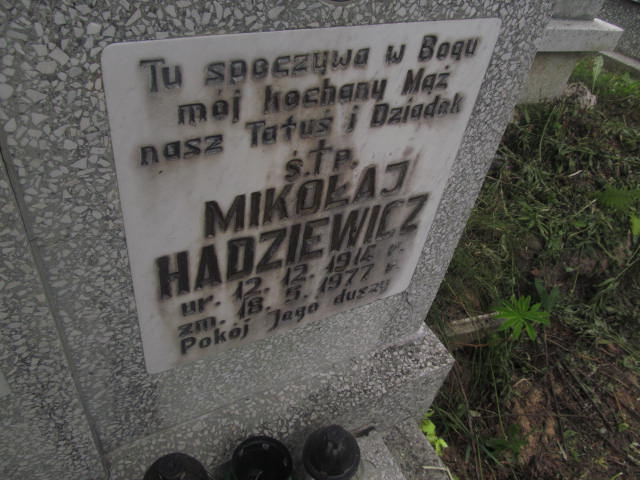 Tu spoczywa w Bogu
mój kochany Mąż
nasz Tatuś i Dziadek
ś.†p.
MIKOŁAJ
HADZIEWICZ
ur. 12. 12. r.
zm. 18. 5. 1977 r.
Pokój Jego duszy